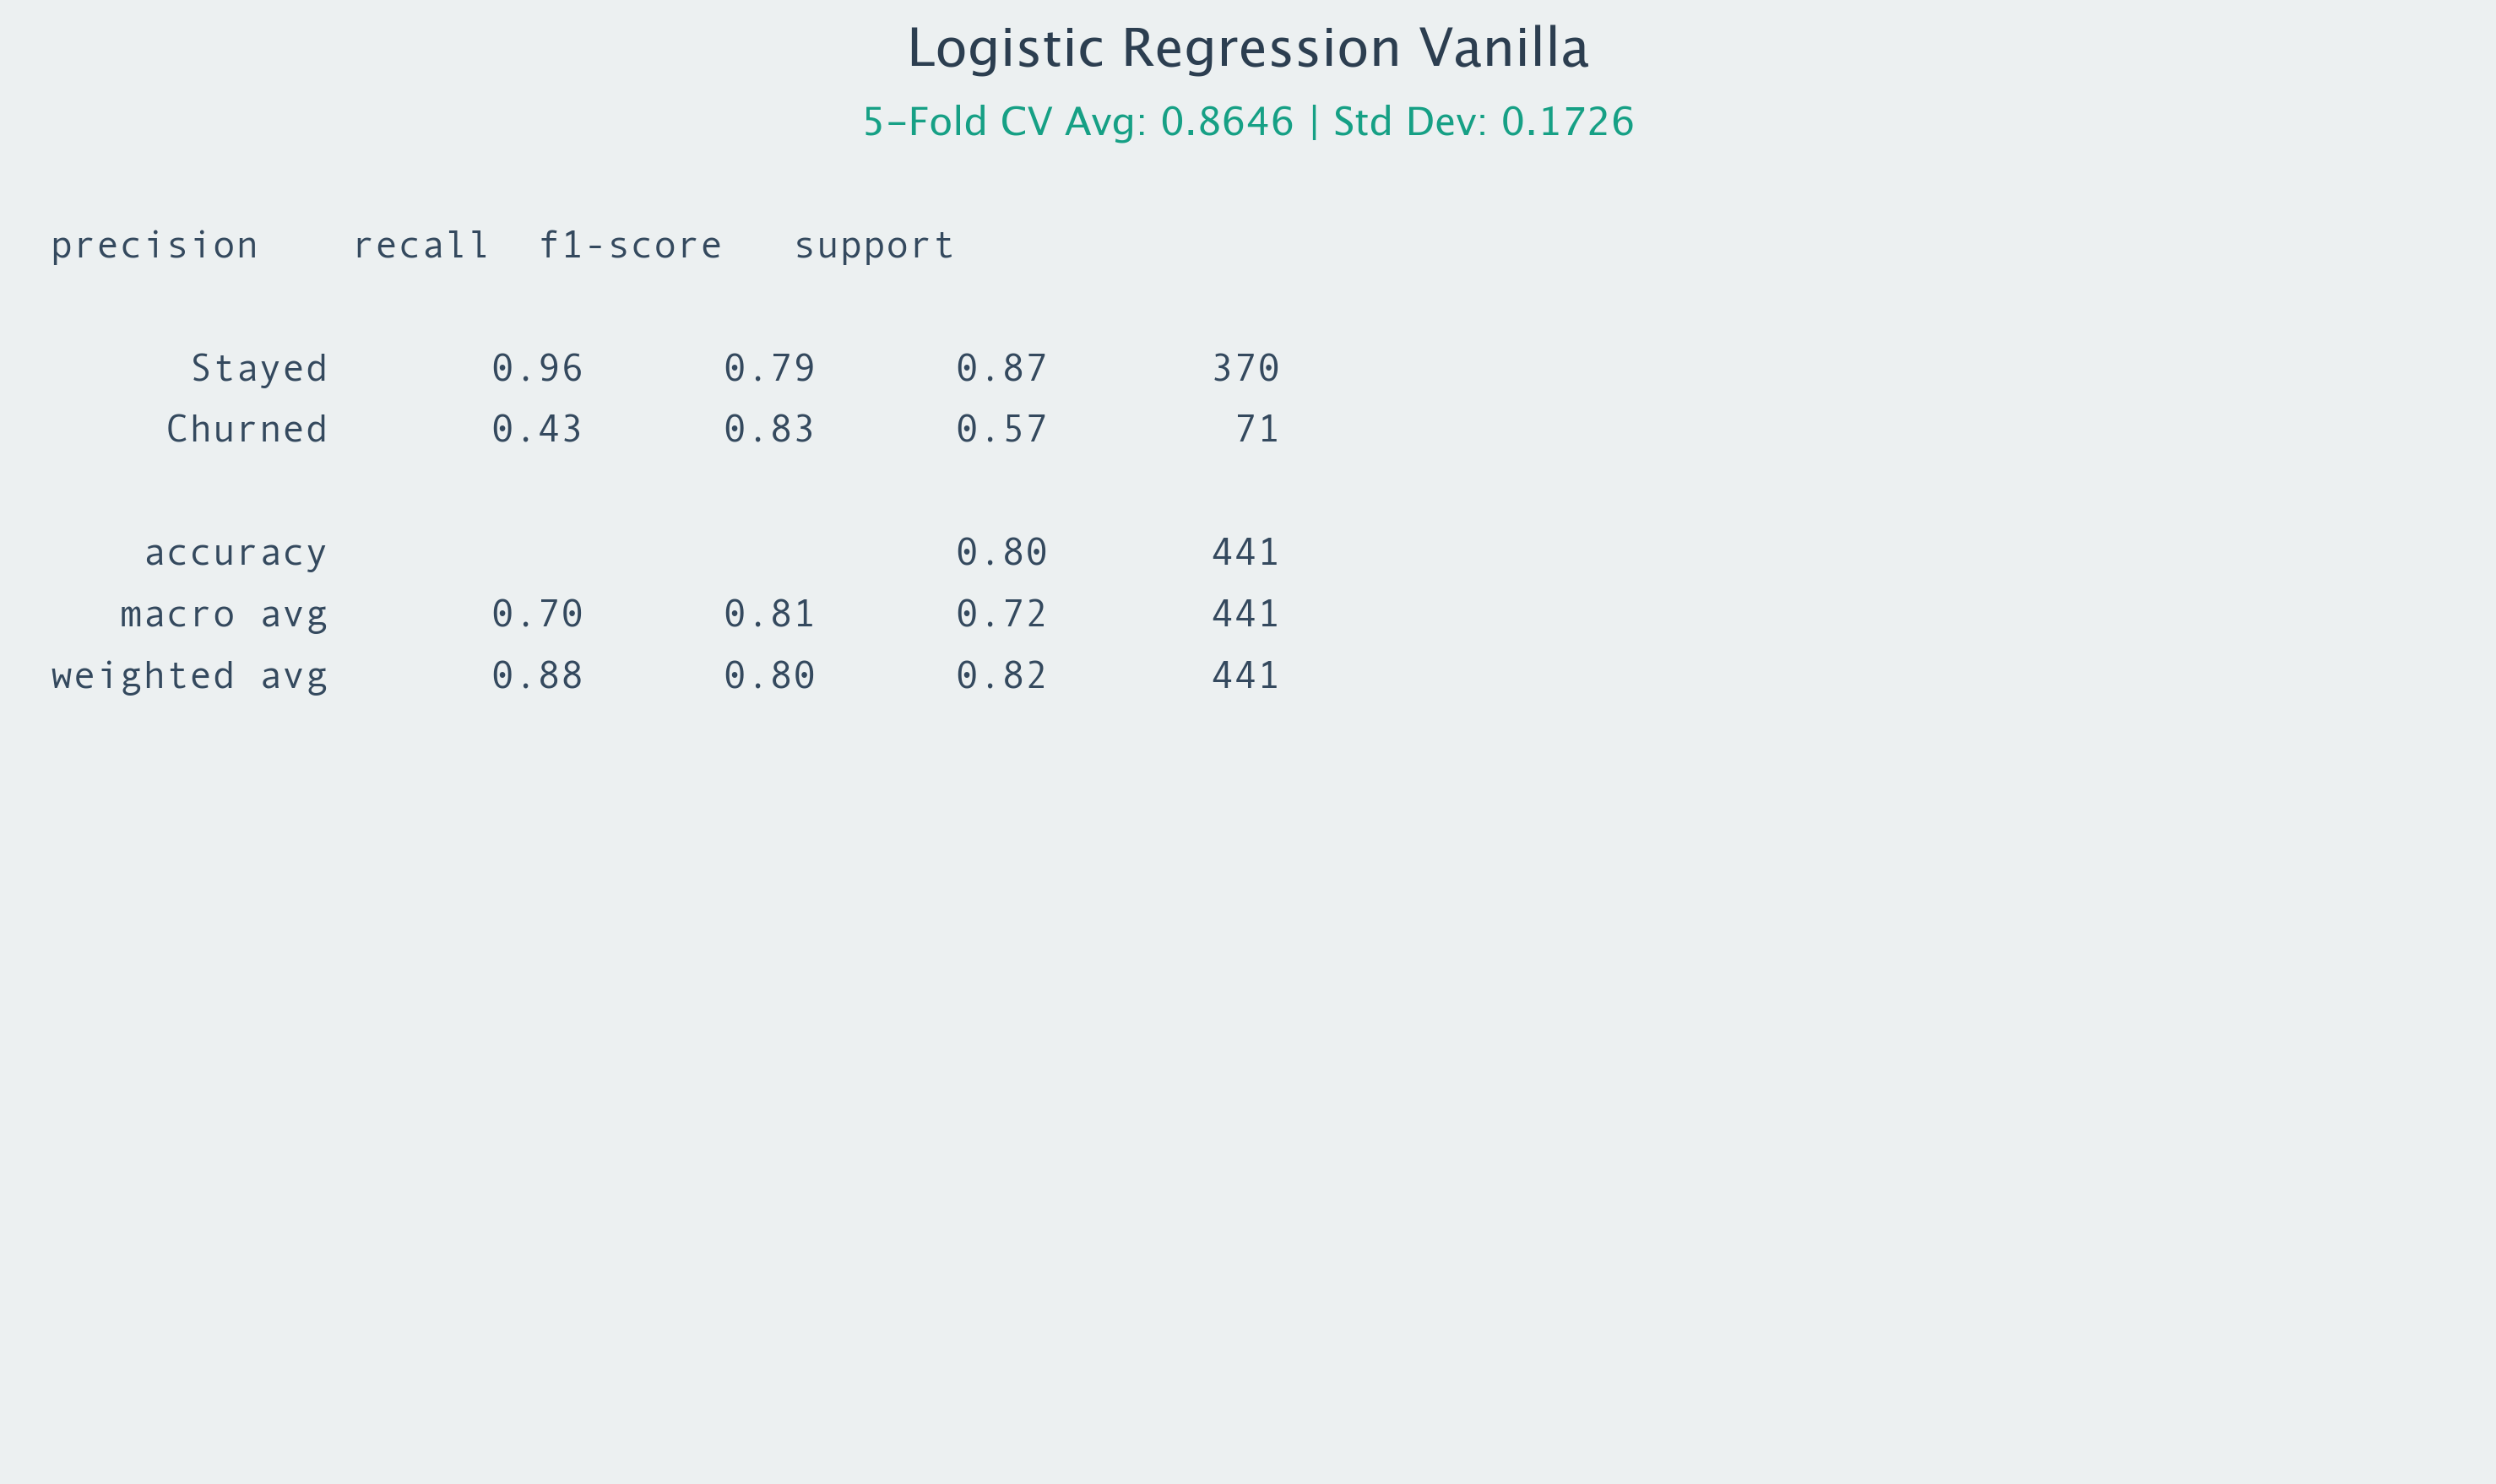 Logistic Regression Vanilla
5-Fold CV Avg: 0.8646 | Std Dev: 0.1726
precision    recall  f1-score   support
Stayed       0.96      0.79      0.87       370
Churned       0.43      0.83      0.57        71
accuracy                           0.80       441
macro avg       0.70      0.81      0.72       441
weighted avg       0.88      0.80      0.82       441